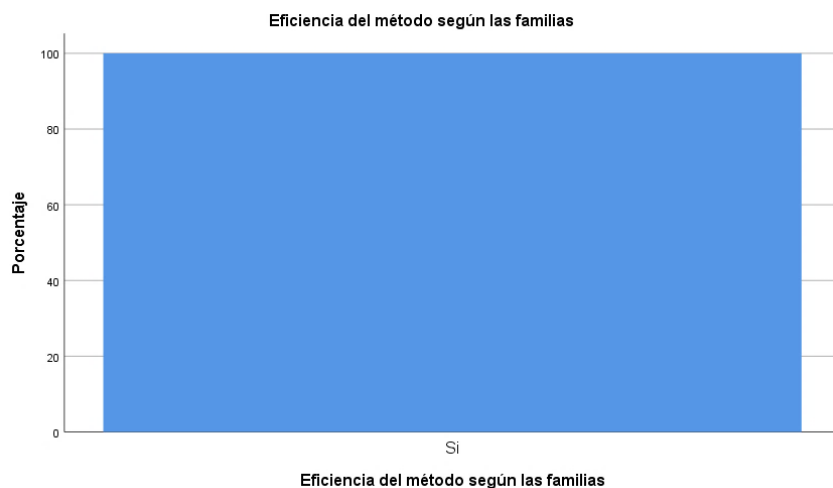 Eficiencia del método según las familias
Porcentaje
100
80
60
40
20
0
Si
Eficiencia del método según las familias